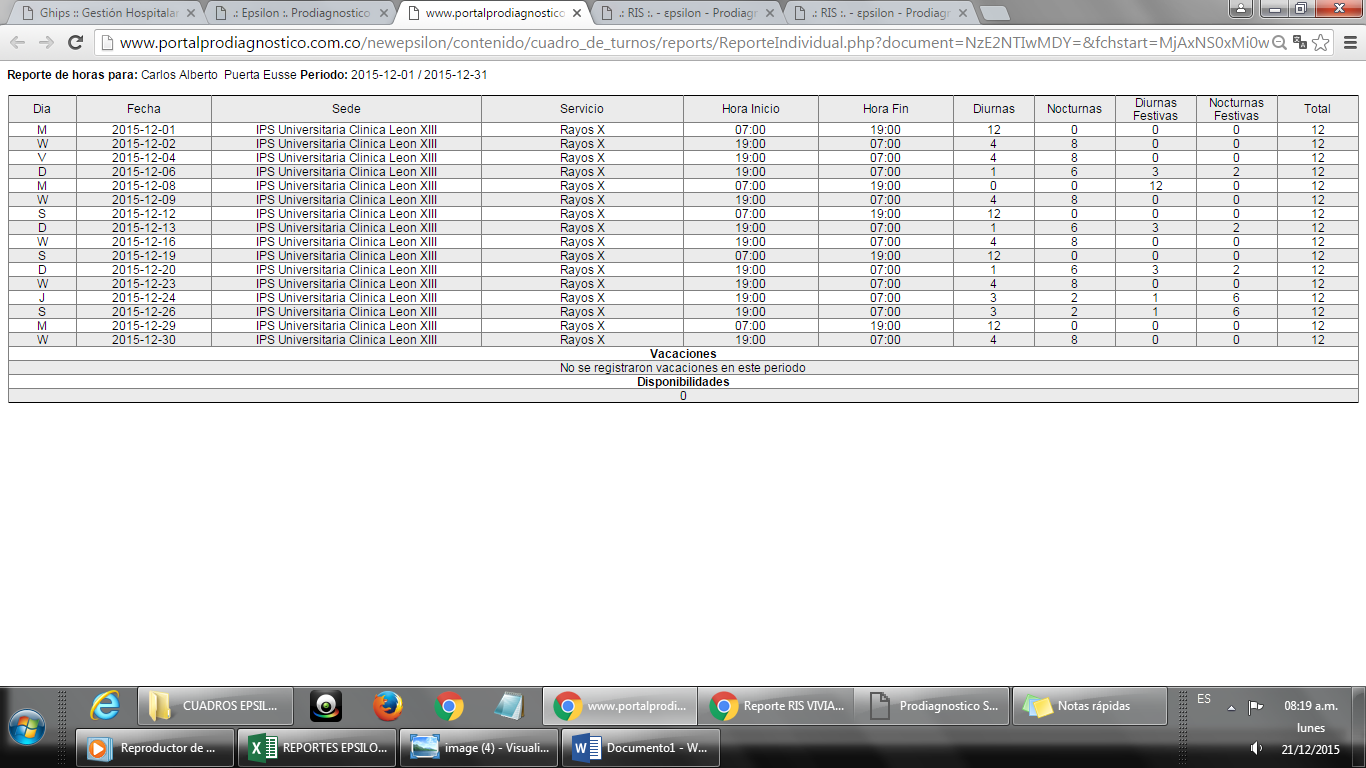 Ghips :: Gestión Hospitalar
.: Epsilon :. Prodiagnostico
www.portalprodiagnostico
.: RIS :. - εpsilon - Prodiagn
.: RIS :. - εpsilon - Prodiagn
www.portalprodiagnostico.com.co/newepsilon/contenido/cuadro_de_turnos/reports/ReporteIndividual.php?document=NzE2NTIwMDY=&fchstart=MjAxNS0xMi0w
Reporte de horas para: Carlos Alberto Puerta Eusse Periodo: 2015-12-01 / 2015-12-31
Dia Fecha Sede Servicio Hora Inicio Hora Fin Diurnas Nocturnas Diurnas Festivas Nocturnas Festivas Total
M 2015-12-01 IPS Universitaria Clinica Leon XIII Rayos X 07:00 19:00 12 0 0 0 12
W 2015-12-02 IPS Universitaria Clinica Leon XIII Rayos X 19:00 07:00 4 8 0 0 12
V 2015-12-04 IPS Universitaria Clinica Leon XIII Rayos X 19:00 07:00 4 8 0 0 12
D 2015-12-06 IPS Universitaria Clinica Leon XIII Rayos X 19:00 07:00 1 6 3 2 12
M 2015-12-08 IPS Universitaria Clinica Leon XIII Rayos X 07:00 19:00 0 0 12 0 12
W 2015-12-09 IPS Universitaria Clinica Leon XIII Rayos X 19:00 07:00 4 8 0 0 12
S 2015-12-12 IPS Universitaria Clinica Leon XIII Rayos X 07:00 19:00 12 0 0 0 12
D 2015-12-13 IPS Universitaria Clinica Leon XIII Rayos X 19:00 07:00 1 6 3 2 12
W 2015-12-16 IPS Universitaria Clinica Leon XIII Rayos X 19:00 07:00 4 8 0 0 12
S 2015-12-19 IPS Universitaria Clinica Leon XIII Rayos X 07:00 19:00 12 0 0 0 12
D 2015-12-20 IPS Universitaria Clinica Leon XIII Rayos X 19:00 07:00 1 6 3 2 12
W 2015-12-23 IPS Universitaria Clinica Leon XIII Rayos X 19:00 07:00 4 8 0 0 12
J 2015-12-24 IPS Universitaria Clinica Leon XIII Rayos X 19:00 07:00 3 2 1 6 12
S 2015-12-26 IPS Universitaria Clinica Leon XIII Rayos X 19:00 07:00 3 2 1 6 12
M 2015-12-29 IPS Universitaria Clinica Leon XIII Rayos X 07:00 19:00 12 0 0 0 12
W 2015-12-30 IPS Universitaria Clinica Leon XIII Rayos X 19:00 07:00 4 8 0 0 12
Vacaciones
No se registraron vacaciones en este periodo
Disponibilidades
0
CUADROS EPSIL...
www.portalprodi...
Reporte RIS VIVIA...
Prodiagnostico S...
Notas rápidas
ES
08:19 a.m.
lunes
21/12/2015
Reproductor de ...
REPORTES EPSILO...
image (4) - Visuali...
Documento1 - W...